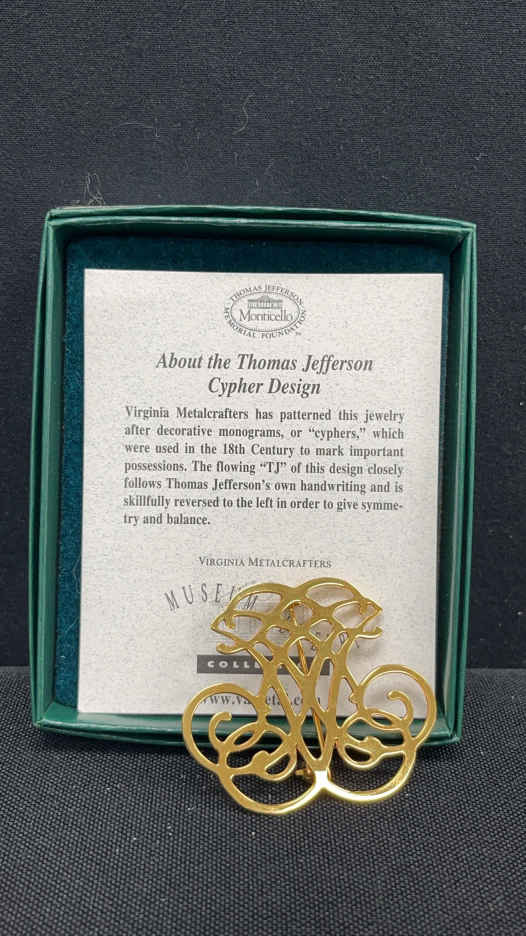 THOMAS JEFFERSON
Monticello
MEMORIAL FOUNDATION
About the Thomas Jefferson
Cypher Design
Virginia Metalcrafters has patterned this jewelry
after decorative monograms, or “cyphers,” which
were used in the 18th Century to mark important
possessions. The flowing “TJ” of this design closely
follows Thomas Jefferson’s own handwriting and is
skillfully reversed to the left in order to give symme-
try and balance.
VIRGINIA METALCRAFTERS